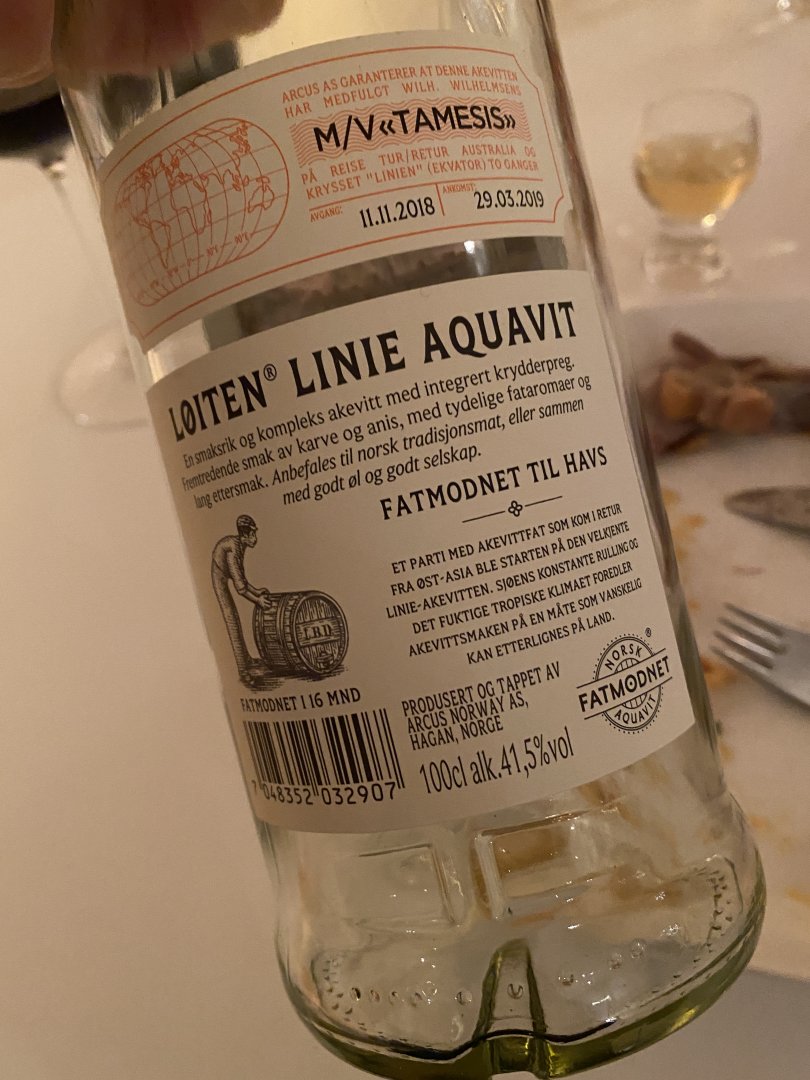 ARCUS AS GARANTERER AT DENNE AKEVITTEN
HAR MEDFULGT WILH. WILHELMSENS
M/V«TAMESIS»
PÅ REISE TUR/RETUR AUSTRALIA OG
KRYSSET "LINIEN" (EKVATOR) TO GANGER
AVGANG: 11.11.2018 ANKOMST: 29.03.2019
LØITEN® LINIE AQUAVIT
En smaksrik og kompleks akevitt med integrert krydderpreg.
Fremtredende smak av karve og anis, med tydelige fataromaer og
lang ettersmak. Anbefales til norsk tradisjonsmat, eller sammen
med godt øl og godt selskap.
FATMODNET TIL HAVS
ET PARTI MED AKEVITTFAT SOM KOM I RETUR
FRA ØST-ASIA BLE STARTEN PÅ DEN VELKJENTE
LINIE-AKEVITTEN. SJØENS KONSTANTE RULLING OG
DET FUKTIGE TROPISKE KLIMAET FOREDLER
AKEVITTSMAKEN PÅ EN MÅTE SOM VANSKELIG
KAN ETTERLIGNES PÅ LAND.
L.B.D
FATMODNET I 16 MND
PRODUSERT OG TAPPET AV
ARCUS NORWAY AS,
HAGAN, NORGE
NORSK ®
FATMODNET
AQUAVIT
7 048352 032907
100cl alk.41,5%vol